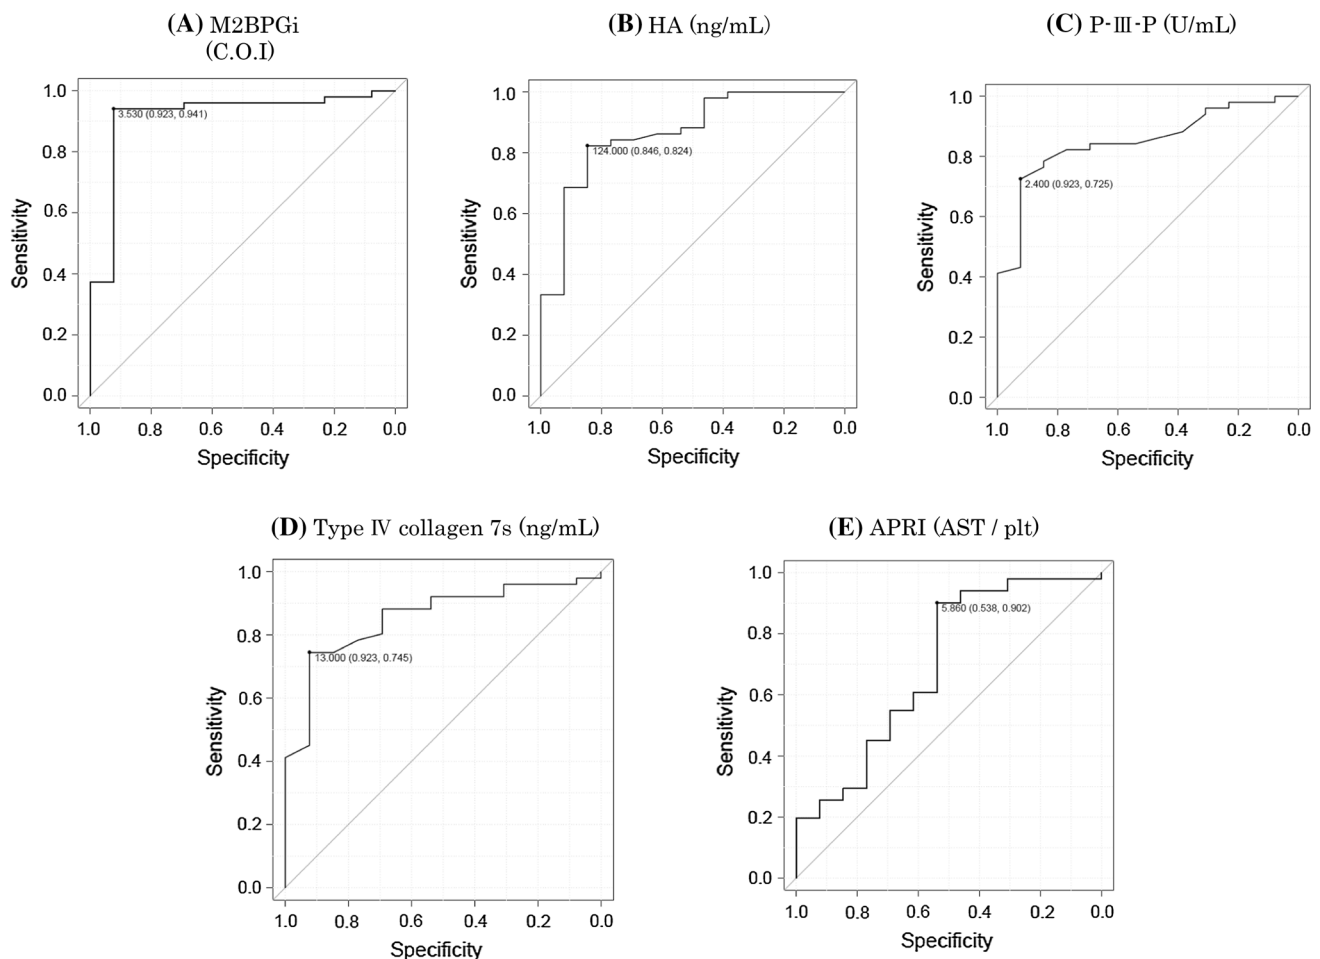 (A) M2BPGi
(C.O.I)
1.0
0.8
0.6
0.4
0.2
0.0
Sensitivity
3.530 (0.923, 0.941)
1.0 0.8 0.6 0.4 0.2 0.0
Specificity
(B) HA (ng/mL)
1.0
0.8
0.6
0.4
0.2
0.0
Sensitivity
124.000 (0.846, 0.824)
1.0 0.8 0.6 0.4 0.2 0.0
Specificity
(C) P-Ⅲ-P (U/mL)
1.0
0.8
0.6
0.4
0.2
0.0
Sensitivity
2.400 (0.923, 0.725)
1.0 0.8 0.6 0.4 0.2 0.0
Specificity
(D) Type Ⅳ collagen 7s (ng/mL)
1.0
0.8
0.6
0.4
0.2
0.0
Sensitivity
13.000 (0.923, 0.745)
1.0 0.8 0.6 0.4 0.2 0.0
Specificity
(E) APRI (AST / plt)
1.0
0.8
0.6
0.4
0.2
0.0
Sensitivity
5.860 (0.538, 0.902)
1.0 0.8 0.6 0.4 0.2 0.0
Specificity